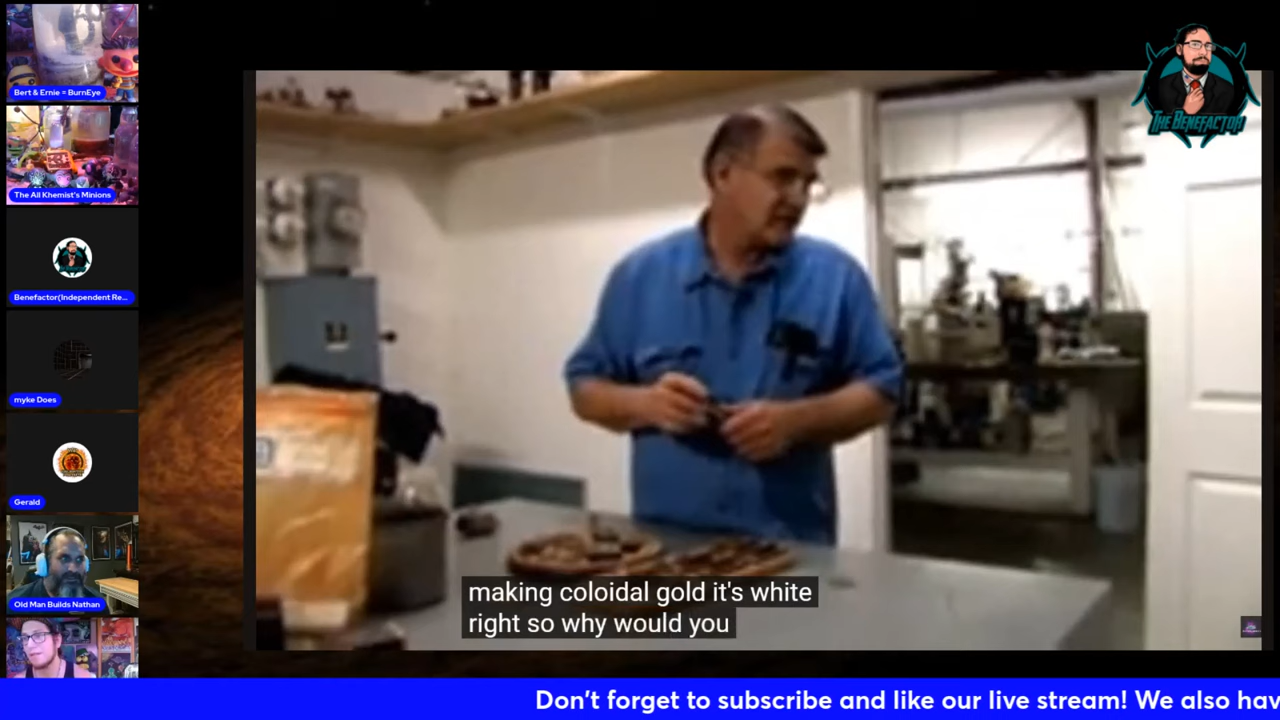 Bert & Ernie = BurnEye
The All Khemist's Minions
Benefactor(Independent Re...
myke Does
Gerald
Old Man Builds Nathan
THE BENEFACTOR
making coloidal gold it's white
right so why would you
Don't forget to subscribe and like our live stream! We also hav